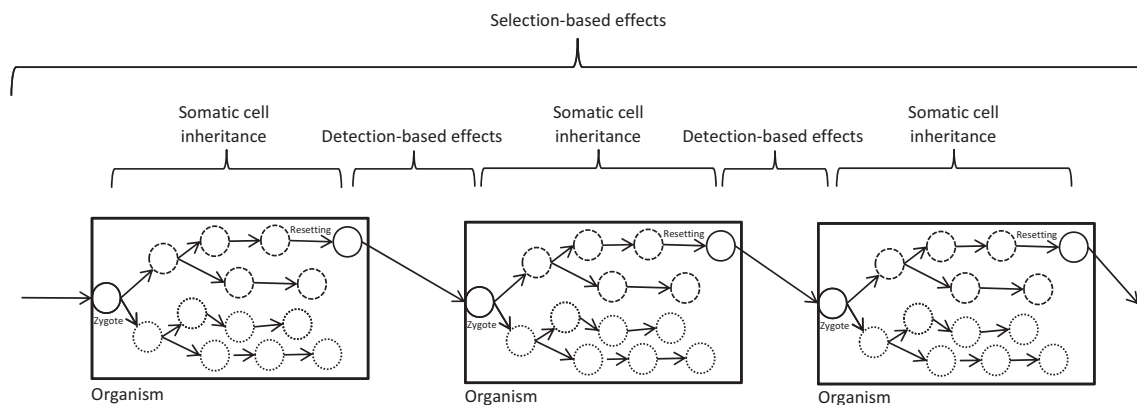 Selection-based effects
Somatic cell
inheritance
Detection-based effects
Somatic cell
inheritance
Detection-based effects
Somatic cell
inheritance
Resetting
Zygote
Organism
Resetting
Zygote
Organism
Resetting
Zygote
Organism